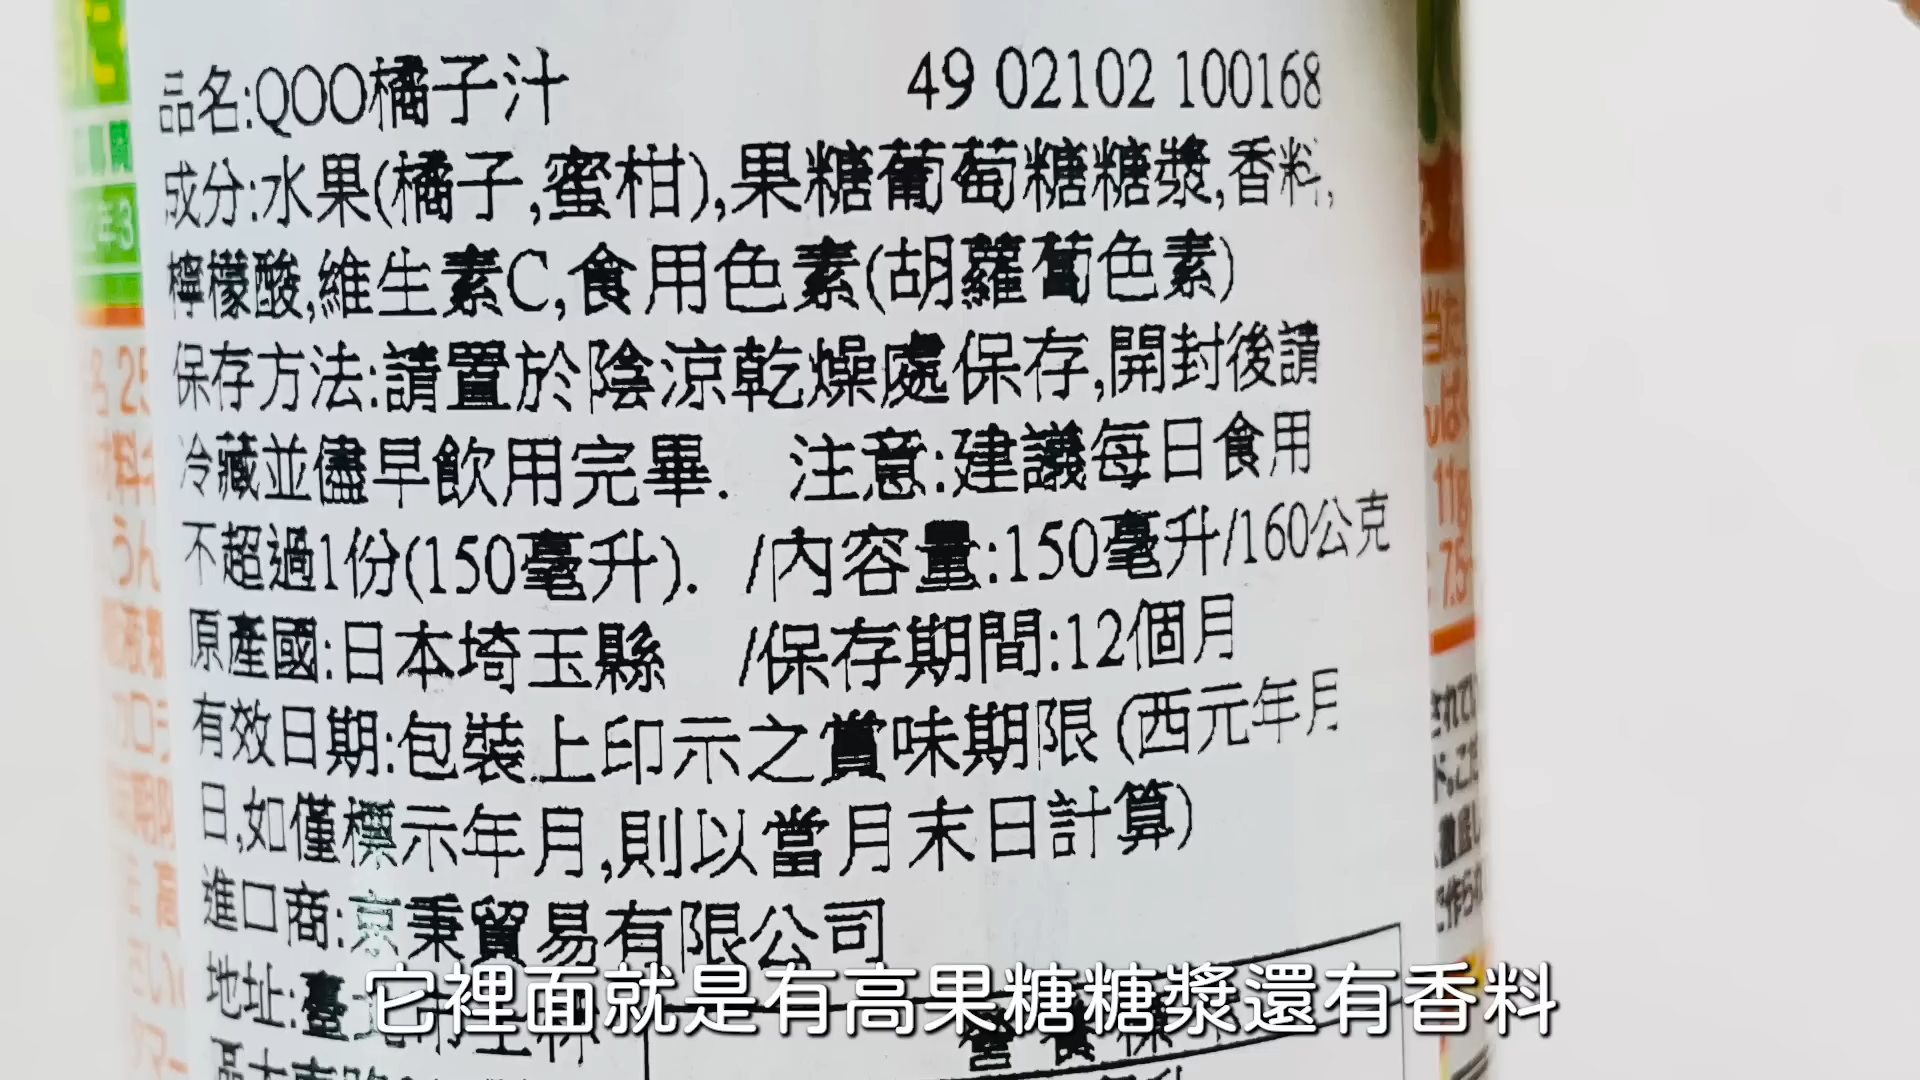 品名:QOO橘子汁 49 02102 100168
成分:水果(橘子,蜜柑),果糖葡萄糖糖漿,香料,
檸檬酸,維生素C,食用色素(胡蘿蔔色素)
保存方法:請置於陰涼乾燥處保存,開封後請
冷藏並儘早飲用完畢. 注意:建議每日食用
不超過1份(150毫升). /內容量:150毫升/160公克
原產國:日本埼玉縣 /保存期間:12個月
有效日期:包裝上印示之賞味期限(西元年月
日,如僅標示年月,則以當月末日計算)
進口商:京秉貿易有限公司
地址:臺
它裡面就是有高果糖糖漿還有香料
11g